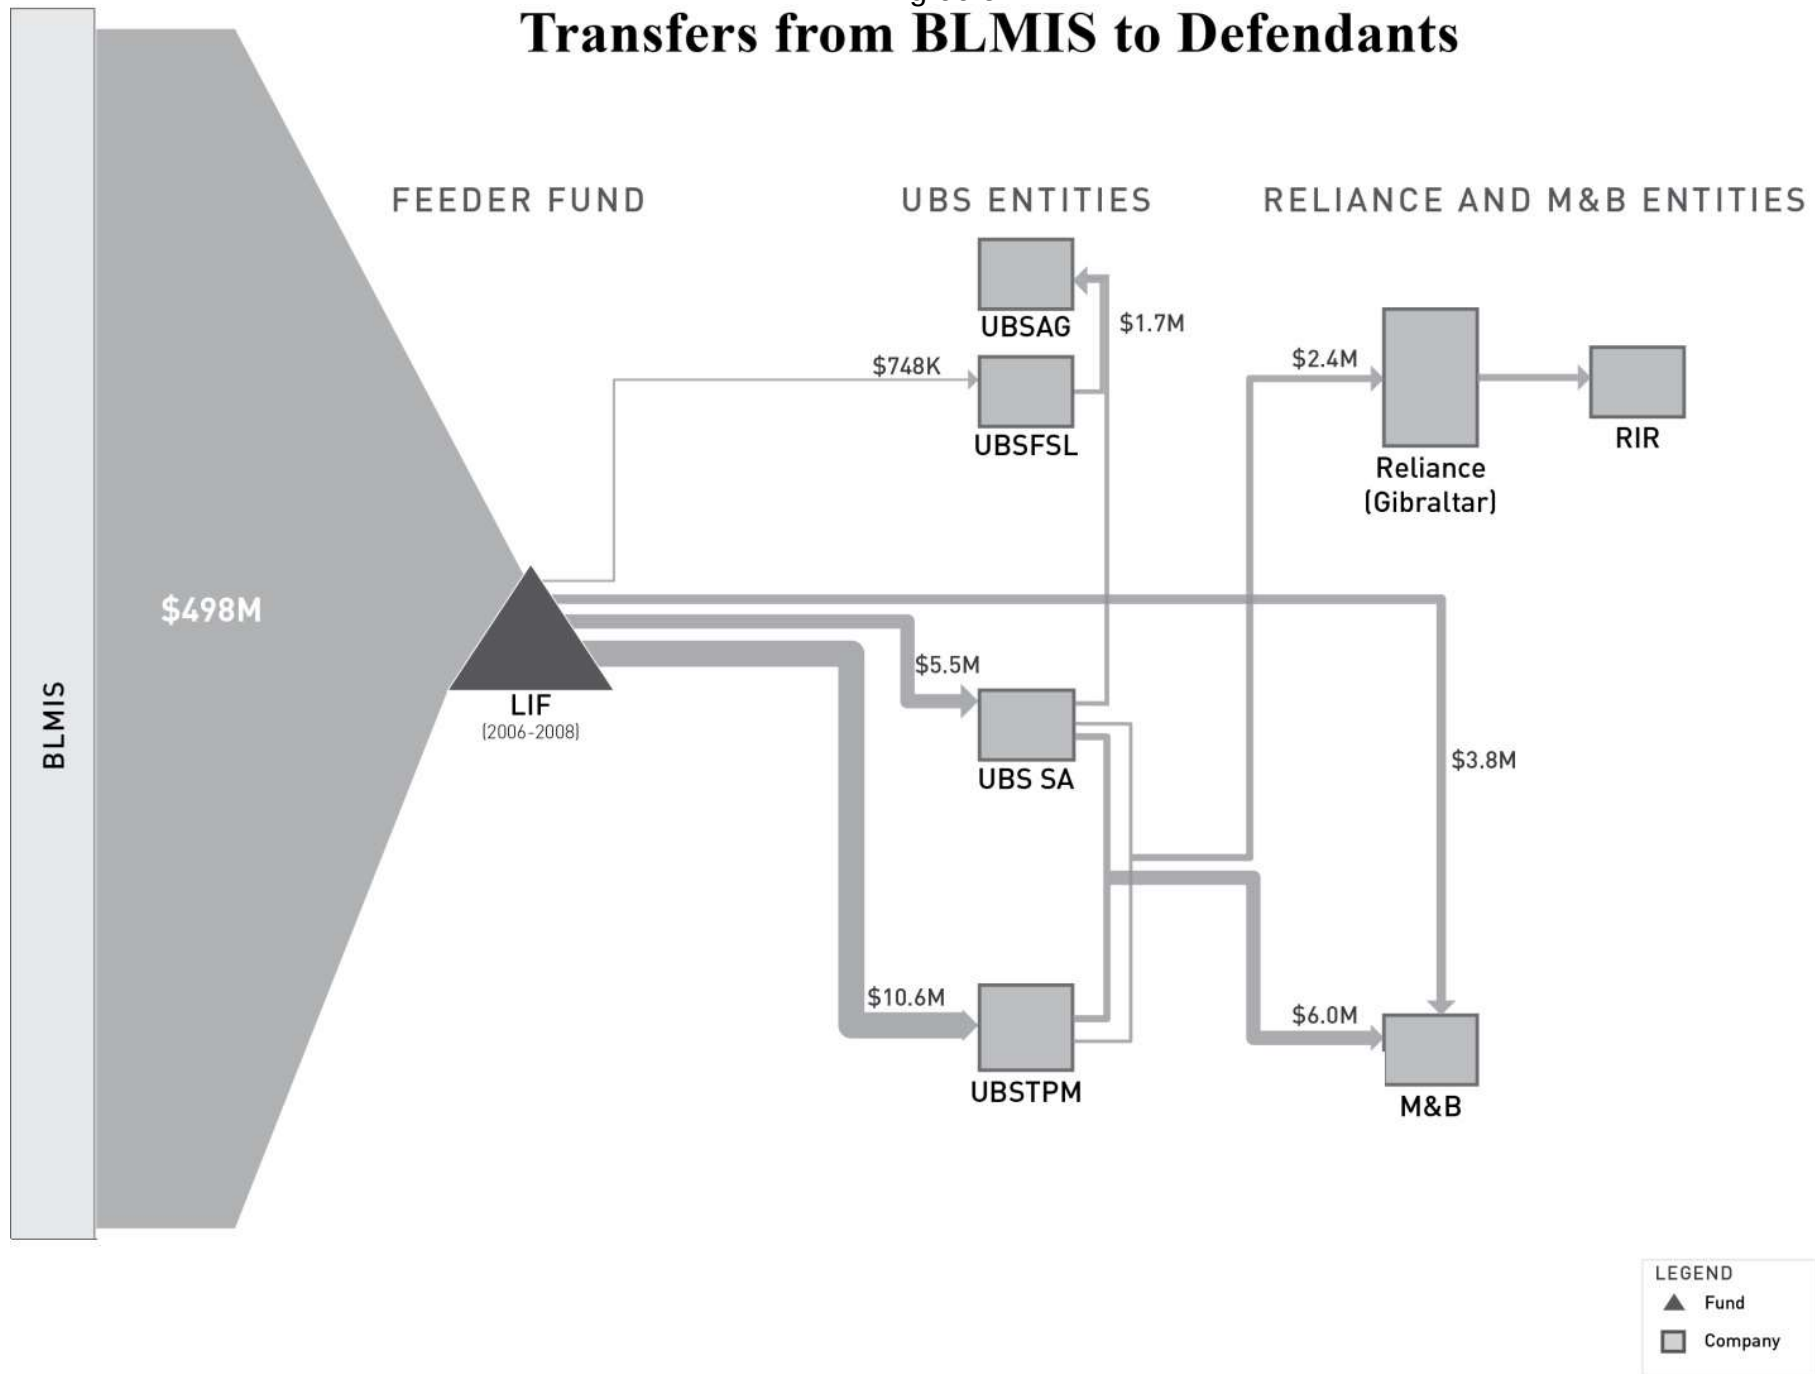 Transfers from BLMIS to Defendants
FEEDER FUND
UBS ENTITIES
RELIANCE AND M&B ENTITIES
UBSAG
$1.7M
$748K
UBSFSL
$2.4M
Reliance
(Gibraltar)
RIR
$498M
BLMIS
LIF
(2006-2008)
$5.5M
UBS SA
$3.8M
$10.6M
UBSTPM
$6.0M
M&B
LEGEND
Fund
Company